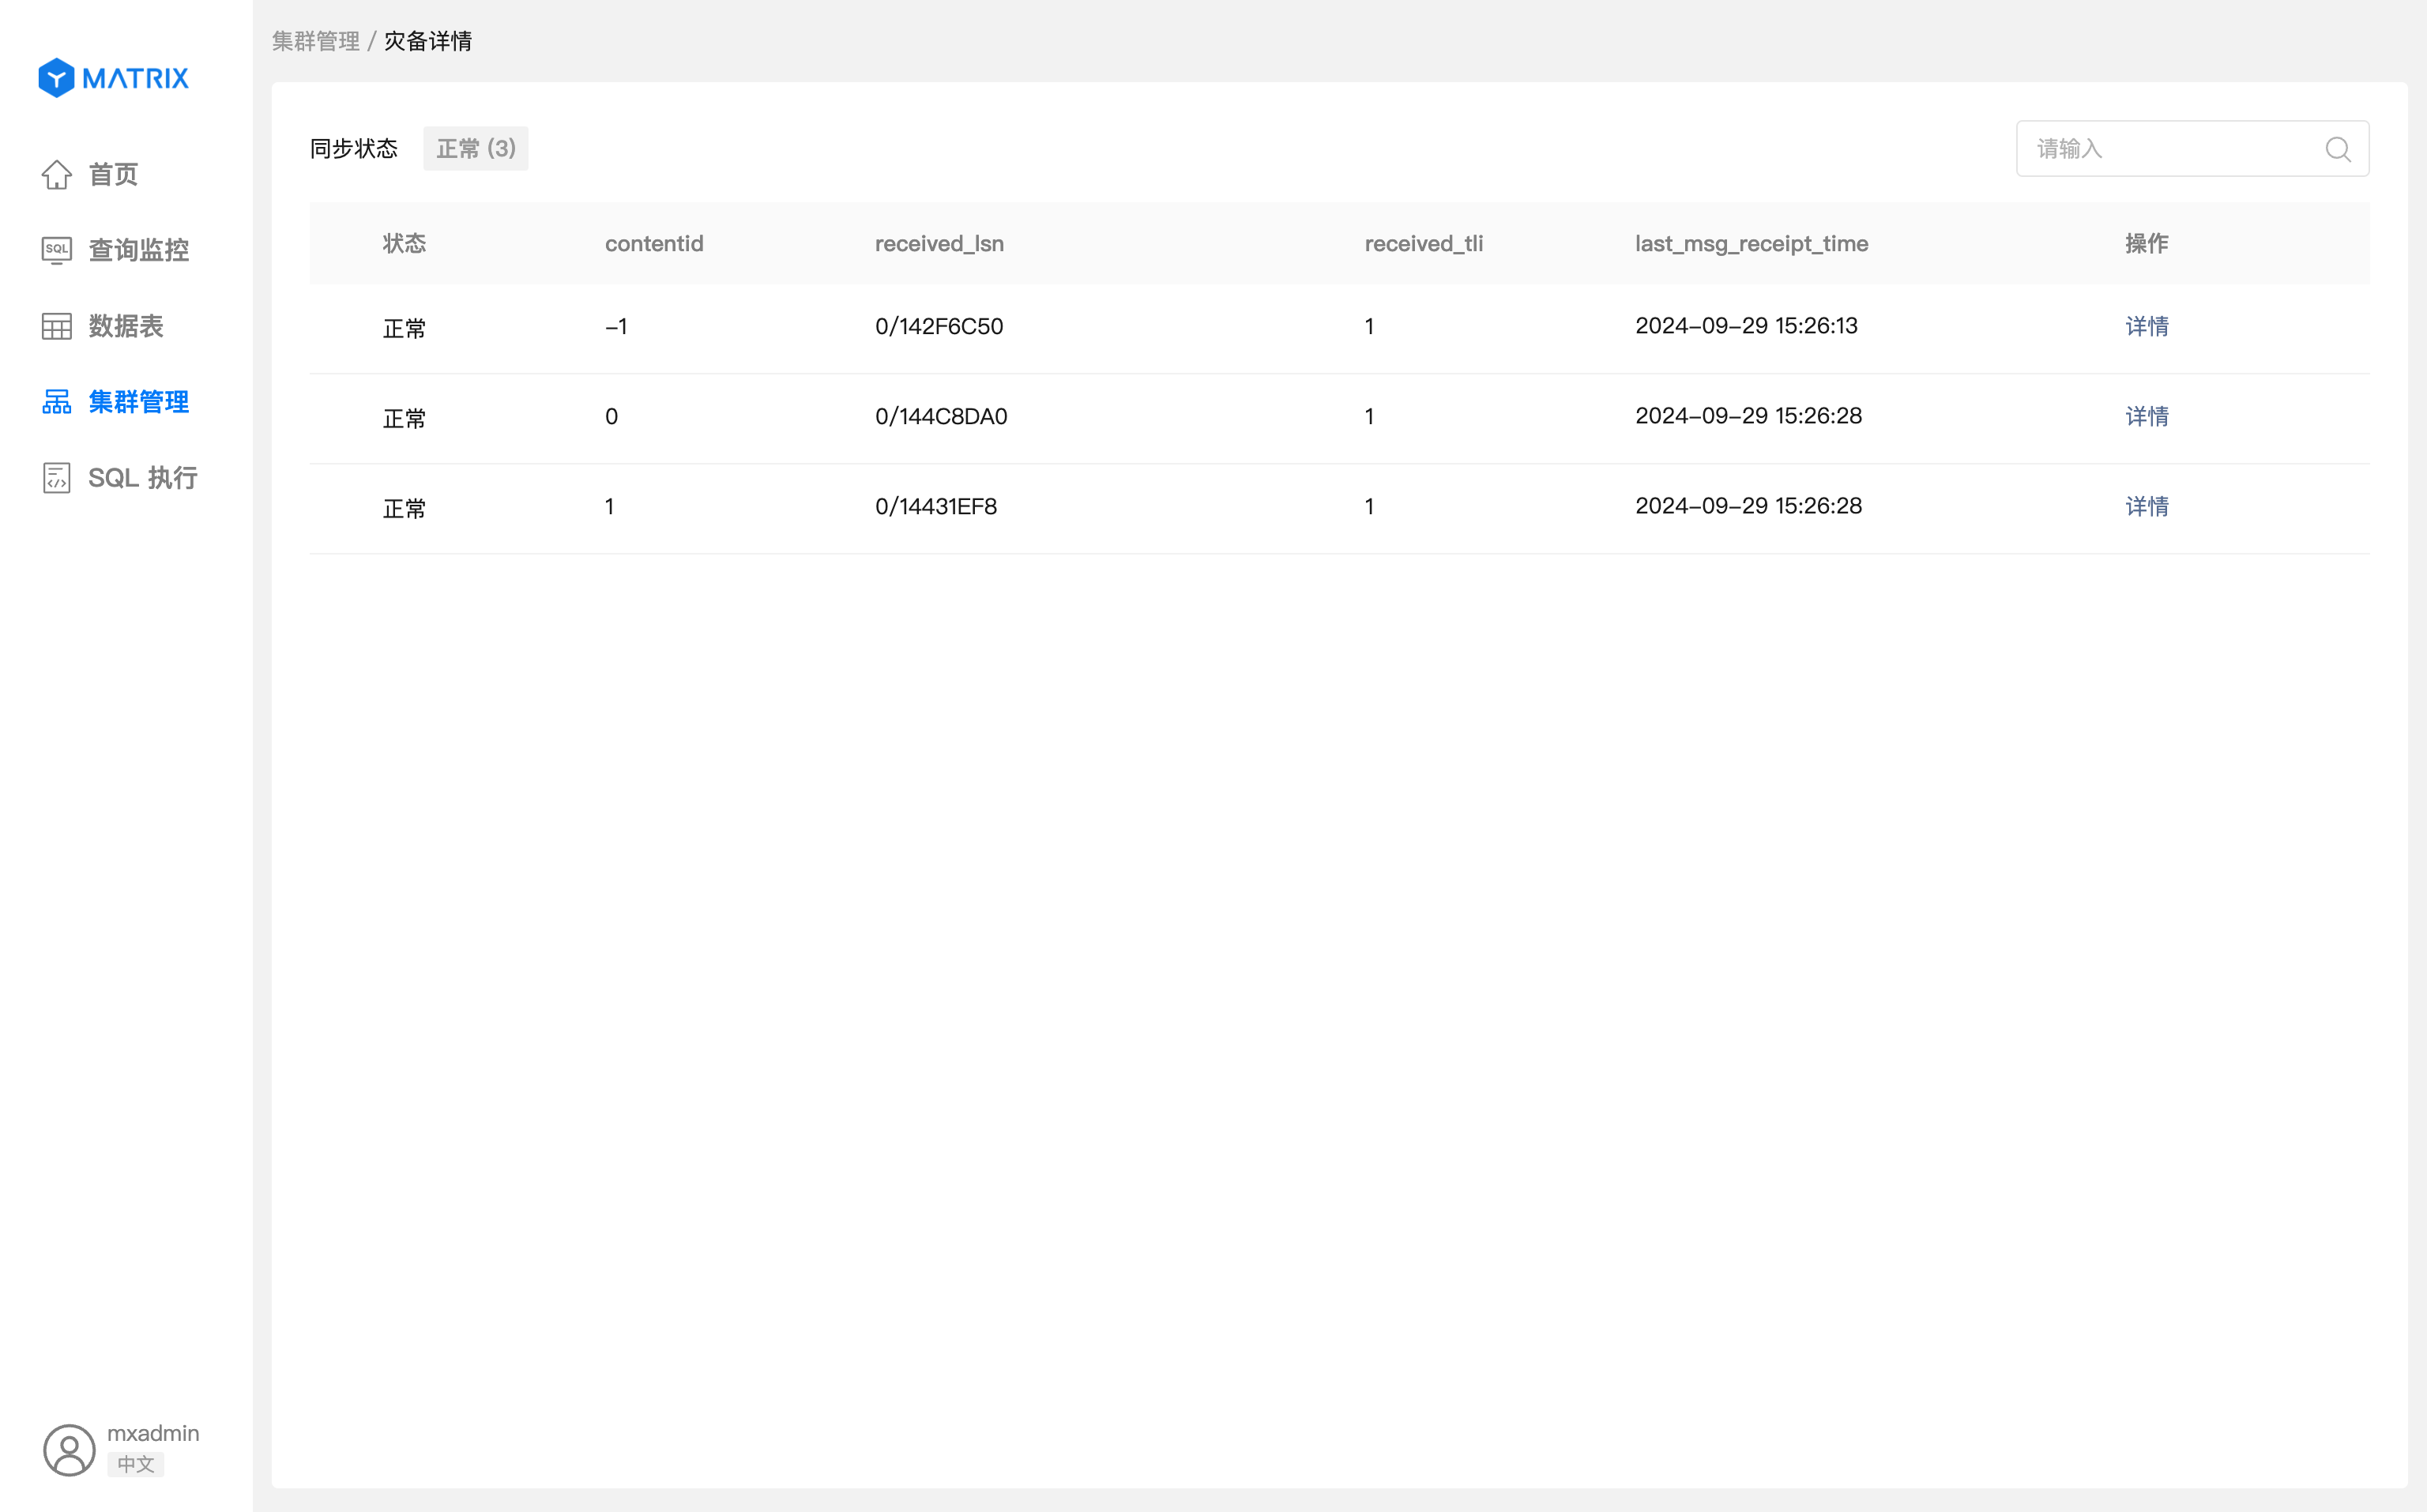 集群管理 / 灾备详情
MATRIX
首页
SQL 查询监控
数据表
集群管理
SQL 执行
同步状态 正常 (3) 请输入
状态 contentid received_lsn received_tli last_msg_receipt_time 操作
正常 -1 0/142F6C50 1 2024-09-29 15:26:13 详情
正常 0 0/144C8DA0 1 2024-09-29 15:26:28 详情
正常 1 0/14431EF8 1 2024-09-29 15:26:28 详情
mxadmin
中文